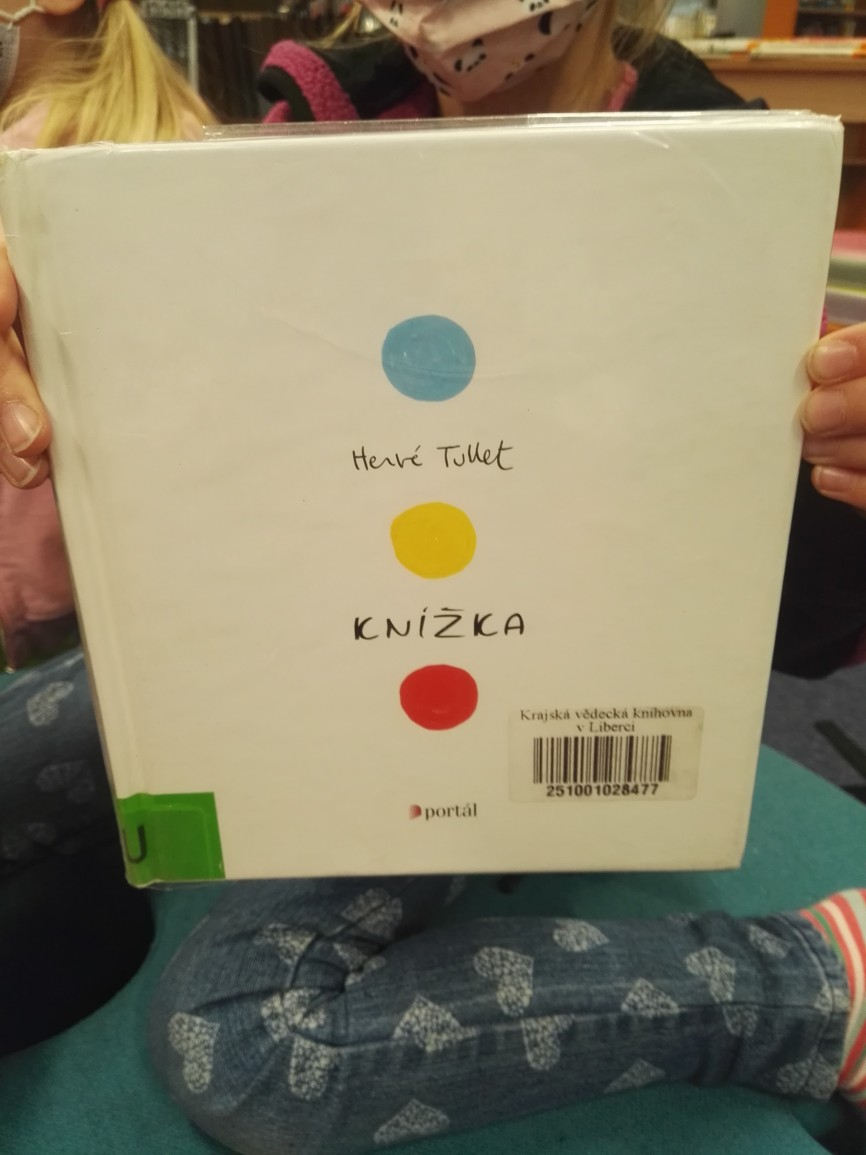 Hervé Tullet
KNÍŽKA
Krajská vědecká knihovna
v Liberci
251001028477
portál
U